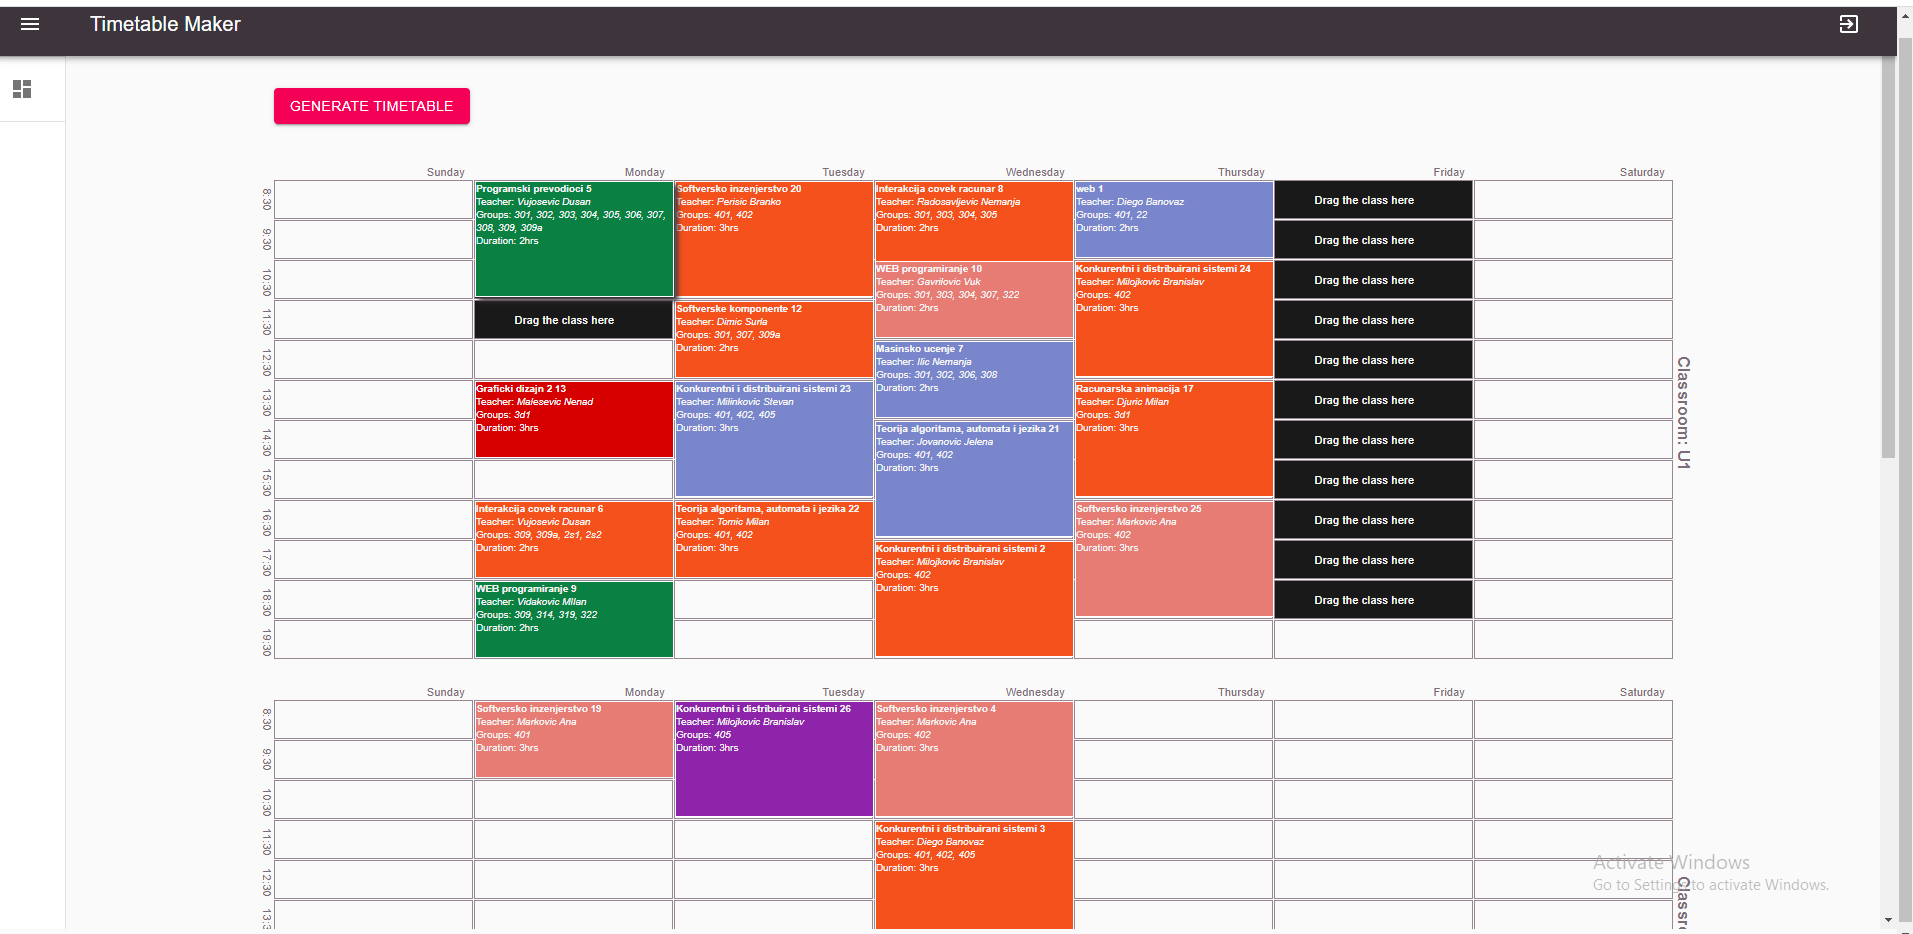 Timetable Maker
GENERATE TIMETABLE
Sunday Monday Tuesday Wednesday Thursday Friday Saturday
8:30
9:30
10:30
11:30
12:30
13:30
14:30
15:30
16:30
17:30
18:30
19:30
Programski prevodioci 5
Teacher: Vujosevic Dusan
Groups: 301, 302, 303, 304, 305, 306, 307,
308, 309, 309a
Duration: 2hrs
Drag the class here
Graficki dizajn 2 13
Teacher: Malesevic Nenad
Groups: 3d1
Duration: 3hrs
Interakcija covek racunar 6
Teacher: Vujosevic Dusan
Groups: 309, 309a, 2s1, 2s2
Duration: 2hrs
WEB programiranje 9
Teacher: Vidakovic MIlan
Groups: 309, 314, 319, 322
Duration: 2hrs
Softversko inzenjerstvo 20
Teacher: Perisic Branko
Groups: 401, 402
Duration: 3hrs
Softverske komponente 12
Teacher: Dimic Surla
Groups: 301, 307, 309a
Duration: 2hrs
Konkurentni i distribuirani sistemi 23
Teacher: Milinkovic Stevan
Groups: 401, 402, 405
Duration: 3hrs
Teorija algoritama, automata i jezika 22
Teacher: Tomic Milan
Groups: 401, 402
Duration: 3hrs
Interakcija covek racunar 8
Teacher: Radosavljevic Nemanja
Groups: 301, 303, 304, 305
Duration: 2hrs
WEB programiranje 10
Teacher: Gavrilovic Vuk
Groups: 301, 303, 304, 307, 322
Duration: 2hrs
Masinsko ucenje 7
Teacher: Ilic Nemanja
Groups: 301, 302, 306, 308
Duration: 2hrs
Teorija algoritama, automata i jezika 21
Teacher: Jovanovic Jelena
Groups: 401, 402
Duration: 3hrs
Konkurentni i distribuirani sistemi 2
Teacher: Milojkovic Branislav
Groups: 402
Duration: 3hrs
web 1
Teacher: Diego Banovaz
Groups: 401, 22
Duration: 2hrs
Konkurentni i distribuirani sistemi 24
Teacher: Milojkovic Branislav
Groups: 402
Duration: 3hrs
Racunarska animacija 17
Teacher: Djuric Milan
Groups: 3d1
Duration: 3hrs
Softversko inzenjerstvo 25
Teacher: Markovic Ana
Groups: 402
Duration: 3hrs
Drag the class here
Drag the class here
Drag the class here
Drag the class here
Drag the class here
Drag the class here
Drag the class here
Drag the class here
Drag the class here
Drag the class here
Drag the class here
Classroom: U1
Sunday Monday Tuesday Wednesday Thursday Friday Saturday
8:30
9:30
10:30
11:30
12:30
13:3
Softversko inzenjerstvo 19
Teacher: Markovic Ana
Groups: 401
Duration: 3hrs
Konkurentni i distribuirani sistemi 26
Teacher: Milojkovic Branislav
Groups: 405
Duration: 3hrs
Softversko inzenjerstvo 4
Teacher: Markovic Ana
Groups: 402
Duration: 3hrs
Konkurentni i distribuirani sistemi 3
Teacher: Diego Banovaz
Groups: 401, 402, 405
Duration: 3hrs
Classr
Activate Windows
Go to Settings to activate Windows.